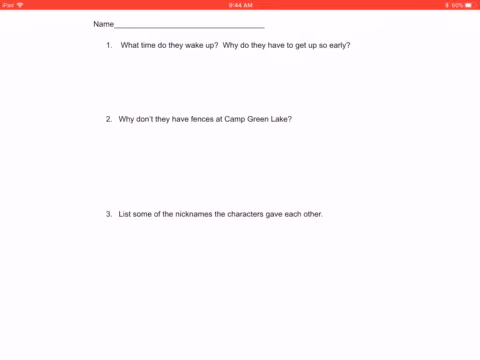 iPad 9:44 AM 60%
Name
1. What time do they wake up? Why do they have to get up so early?
2. Why don't they have fences at Camp Green Lake?
3. List some of the nicknames the characters gave each other.